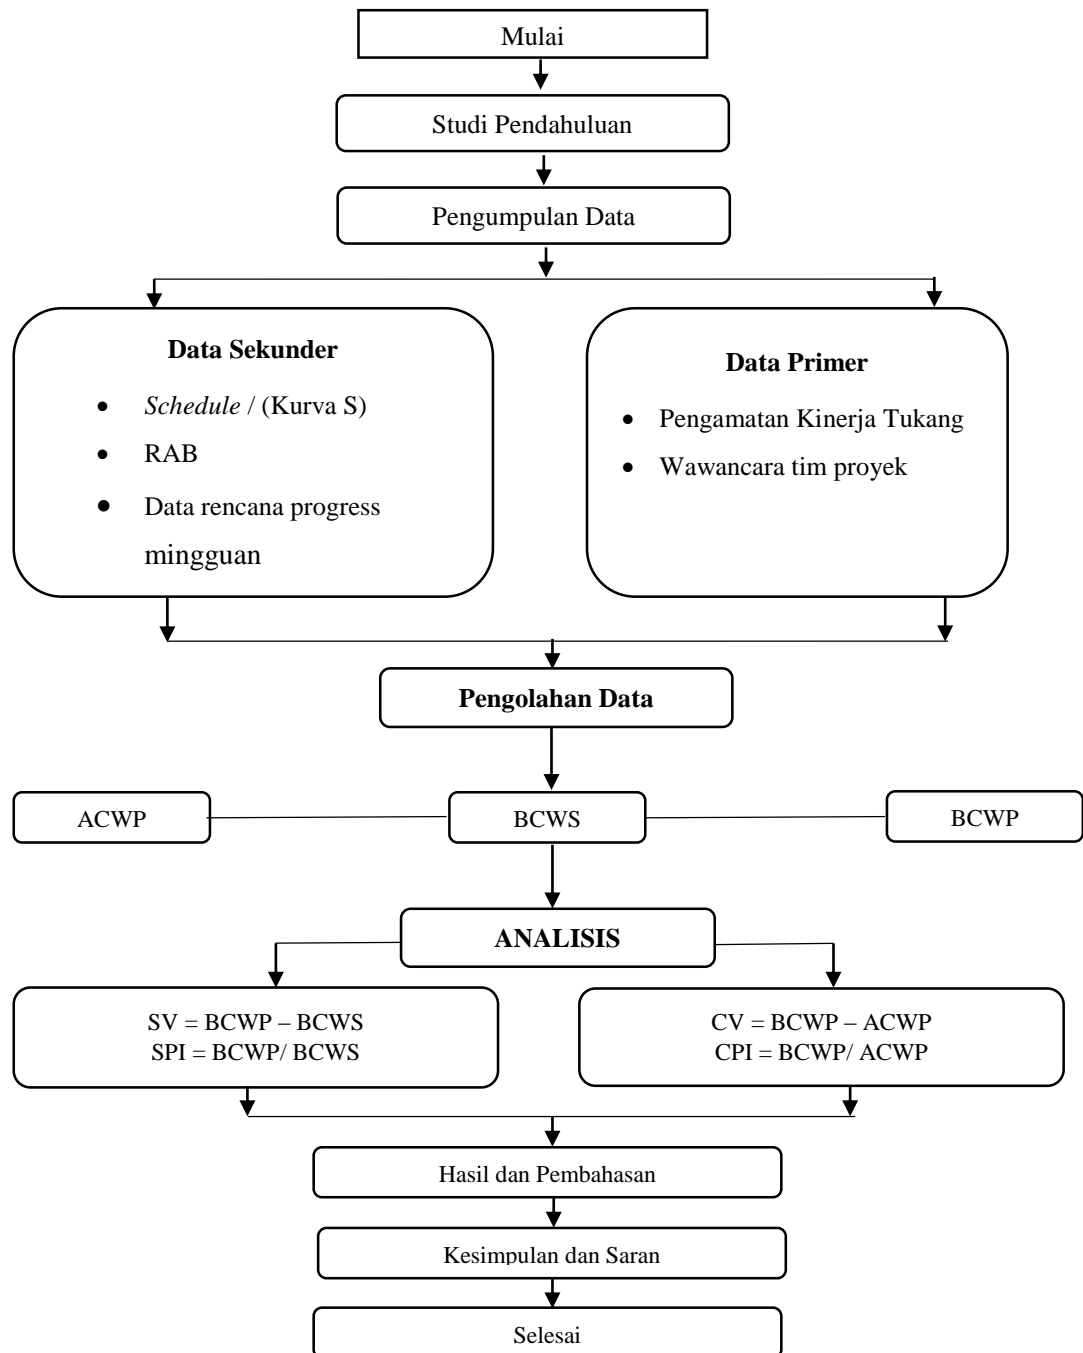 Mulai
Studi Pendahuluan
Pengumpulan Data
Data Sekunder
• Schedule / (Kurva S)
• RAB
• Data rencana progress
mingguan
Data Primer
• Pengamatan Kinerja Tukang
• Wawancara tim proyek
Pengolahan Data
ACWP
BCWS
BCWP
ANALISIS
SV = BCWP – BCWS
SPI = BCWP/ BCWS
CV = BCWP – ACWP
CPI = BCWP/ ACWP
Hasil dan Pembahasan
Kesimpulan dan Saran
Selesai